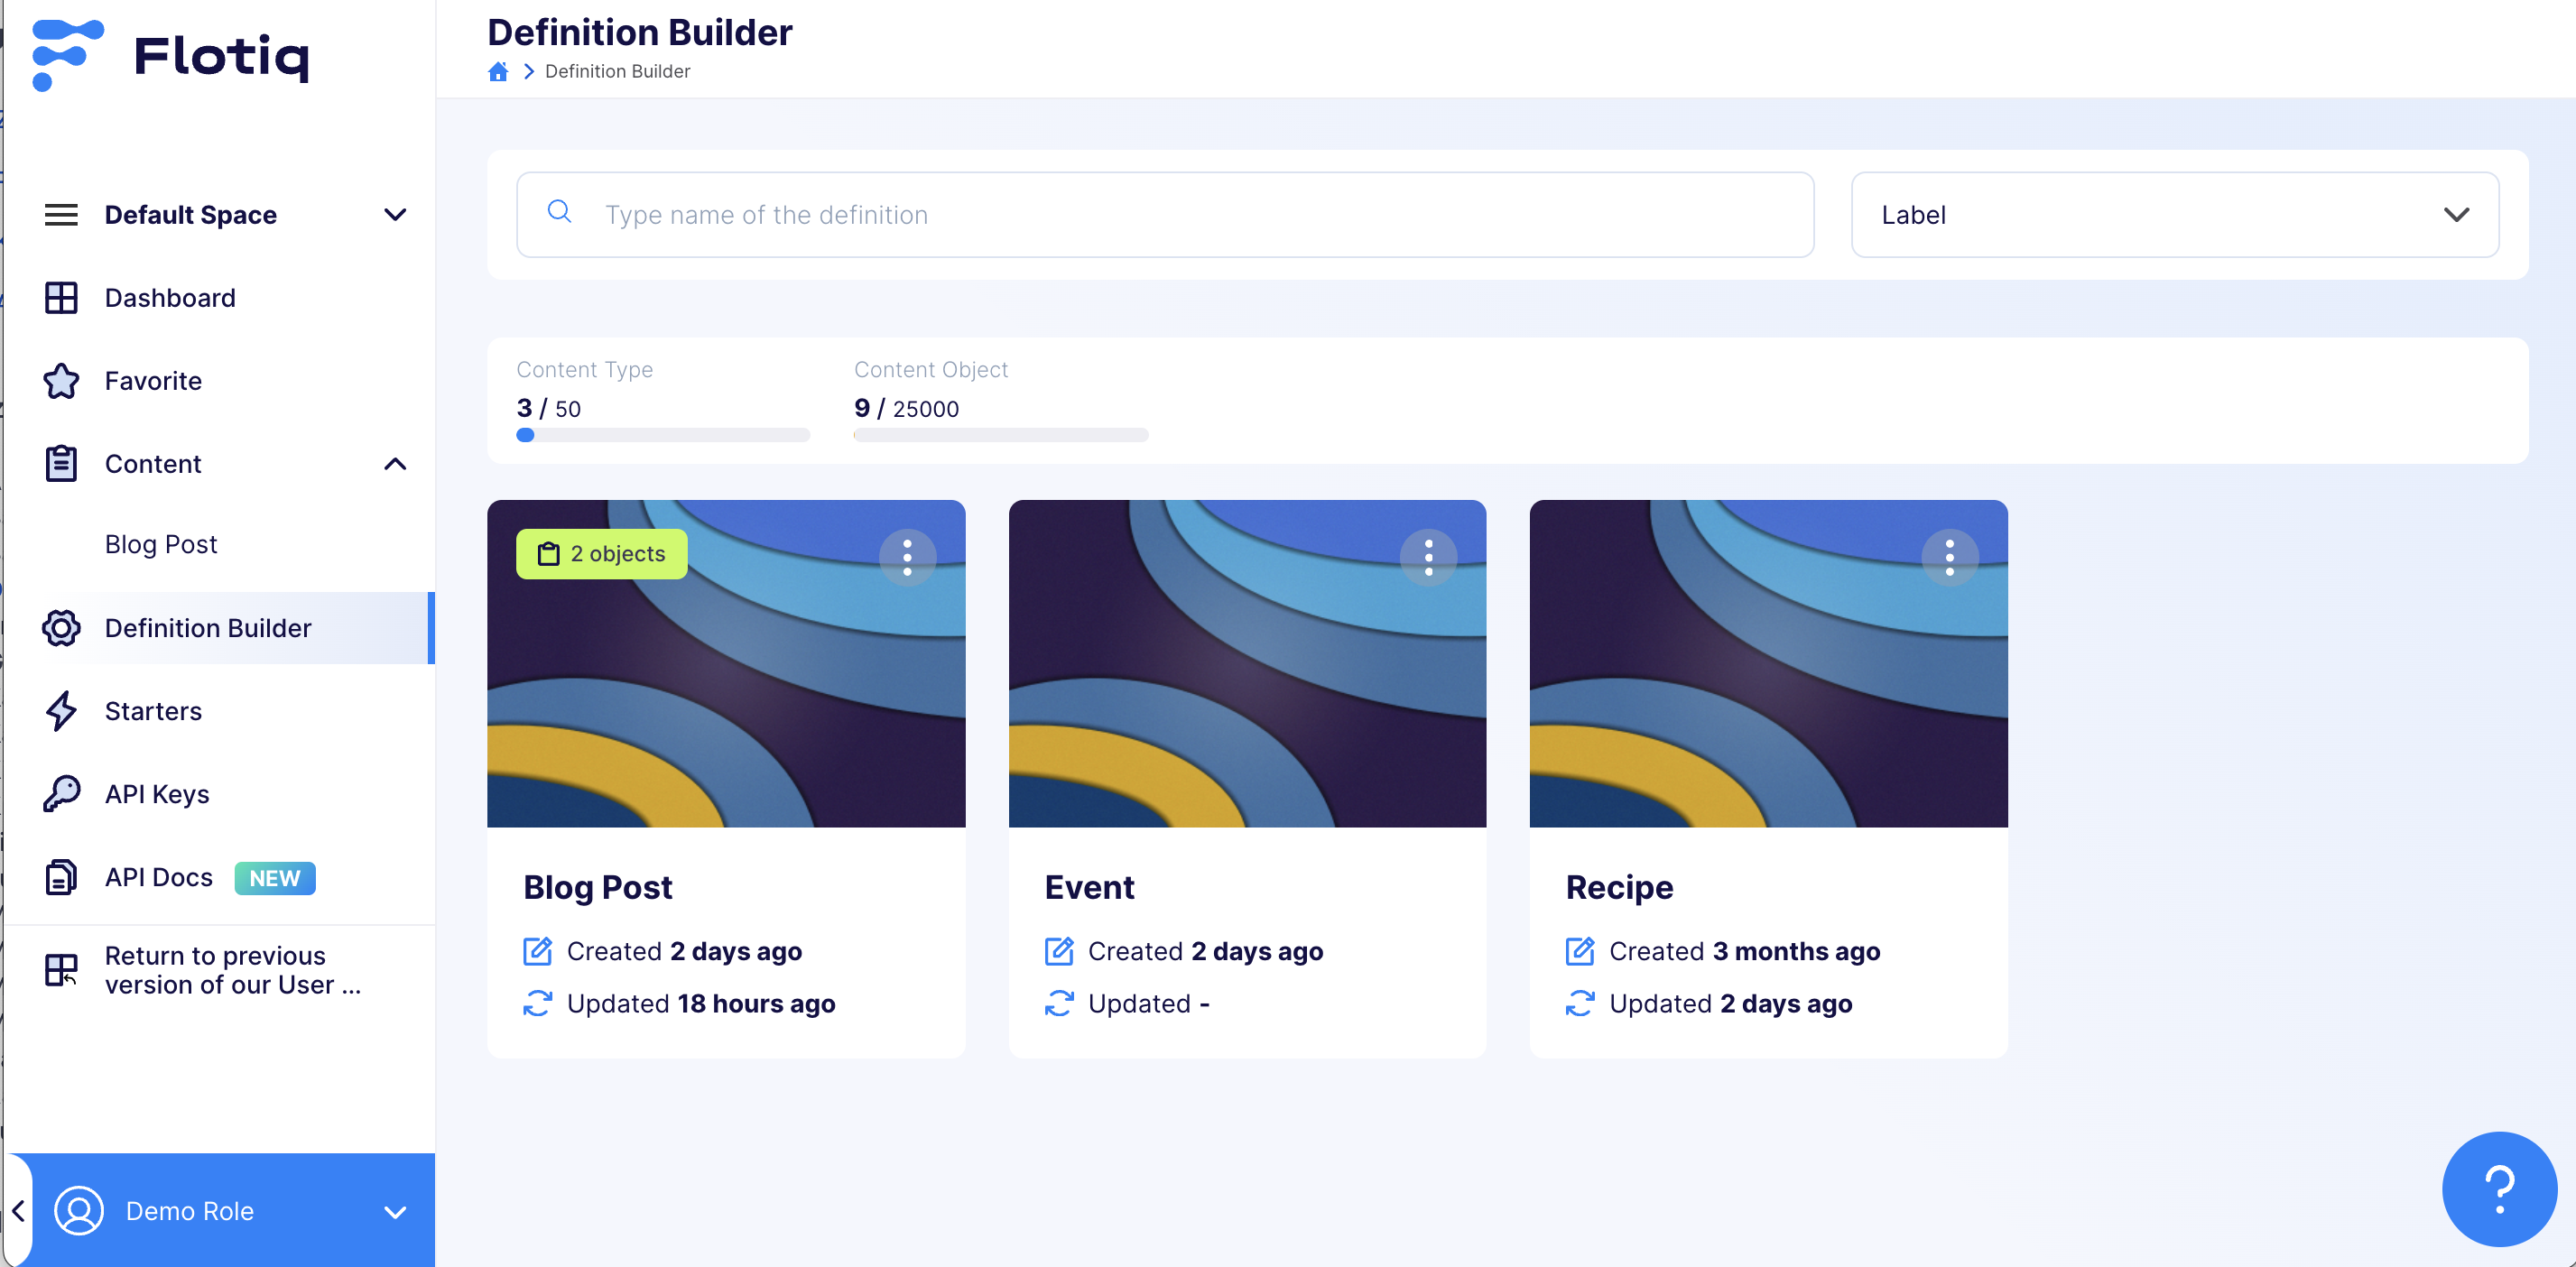 Flotiq
Default Space
Dashboard
Favorite
Content
Blog Post
Definition Builder
Starters
API Keys
API Docs NEW
Return to previous
version of our User ...
Demo Role
Definition Builder
Definition Builder
Type name of the definition
Label
Content Type
3 / 50
Content Object
9 / 25000
2 objects
Blog Post
Created 2 days ago
Updated 18 hours ago
Event
Created 2 days ago
Updated -
Recipe
Created 3 months ago
Updated 2 days ago
?